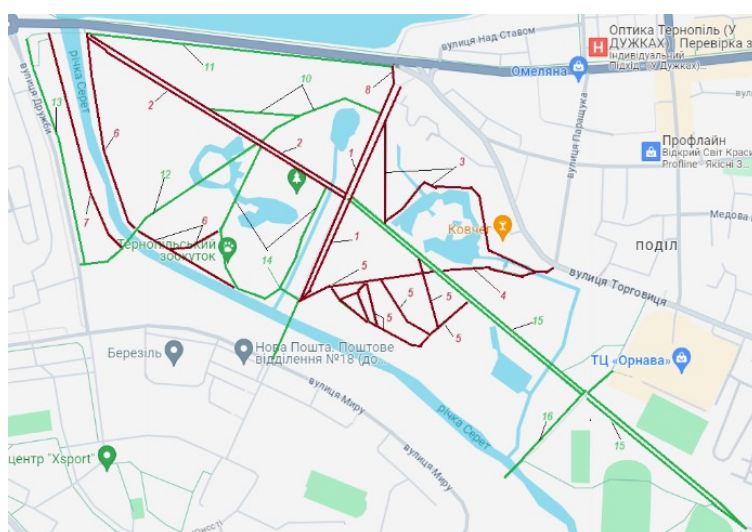 вулиця Над Ставом
Оптика Тернопіль (У
ДУЖКАХ) | Перевірка з
Індивідуальний
Підхід (У Дужках)...
Омеляна
річка Серет
вулиця Дружби
вулиця Паращука
Профлайн
Відкрий Світ Краси
Profline - Якісні З...
Медова
11
10
8
13
2
6
2
1
3
12
7
6
14
1
Тернопільський
зоокуток
Ковчег
ПОДІЛ
вулиця Торговиця
5
5
4
5
5
5
5
15
Березіль
Нова Пошта. Поштове
відділення №18 (до...
вулиця Миру
ТЦ «Орнава»
річка Серет
16
15
вулиця Миру
центр "Xsport"